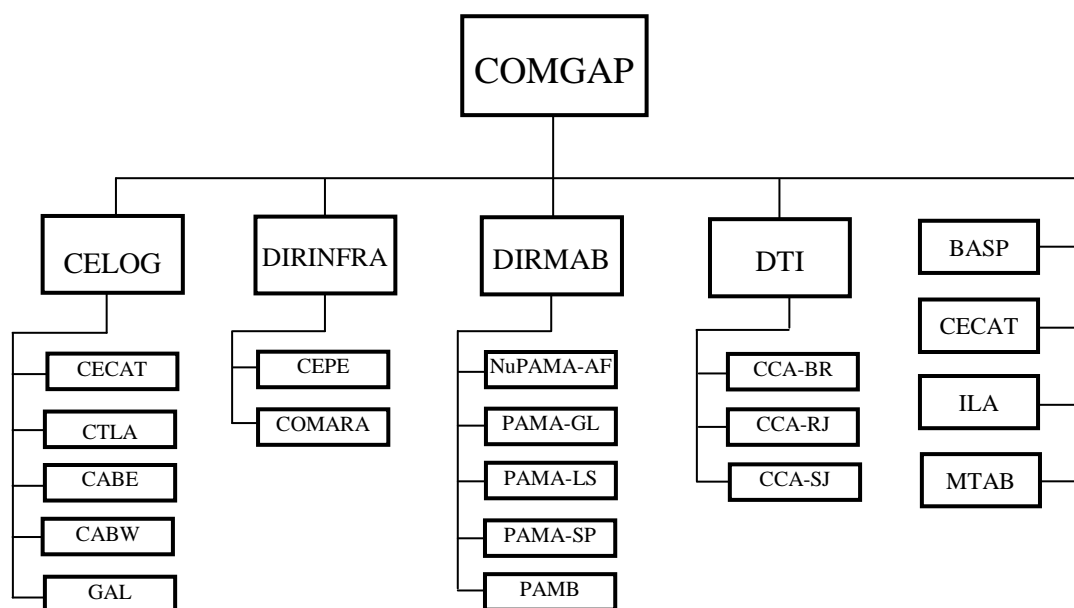 COMGAP
CELOG
DIRINFRA
DIRMAB
DTI
BASP
CECAT
ILA
MTAB
CECAT
CTLA
CABE
CABW
GAL
CEPE
COMARA
NuPAMA-AF
PAMA-GL
PAMA-LS
PAMA-SP
PAMB
CCA-BR
CCA-RJ
CCA-SJ